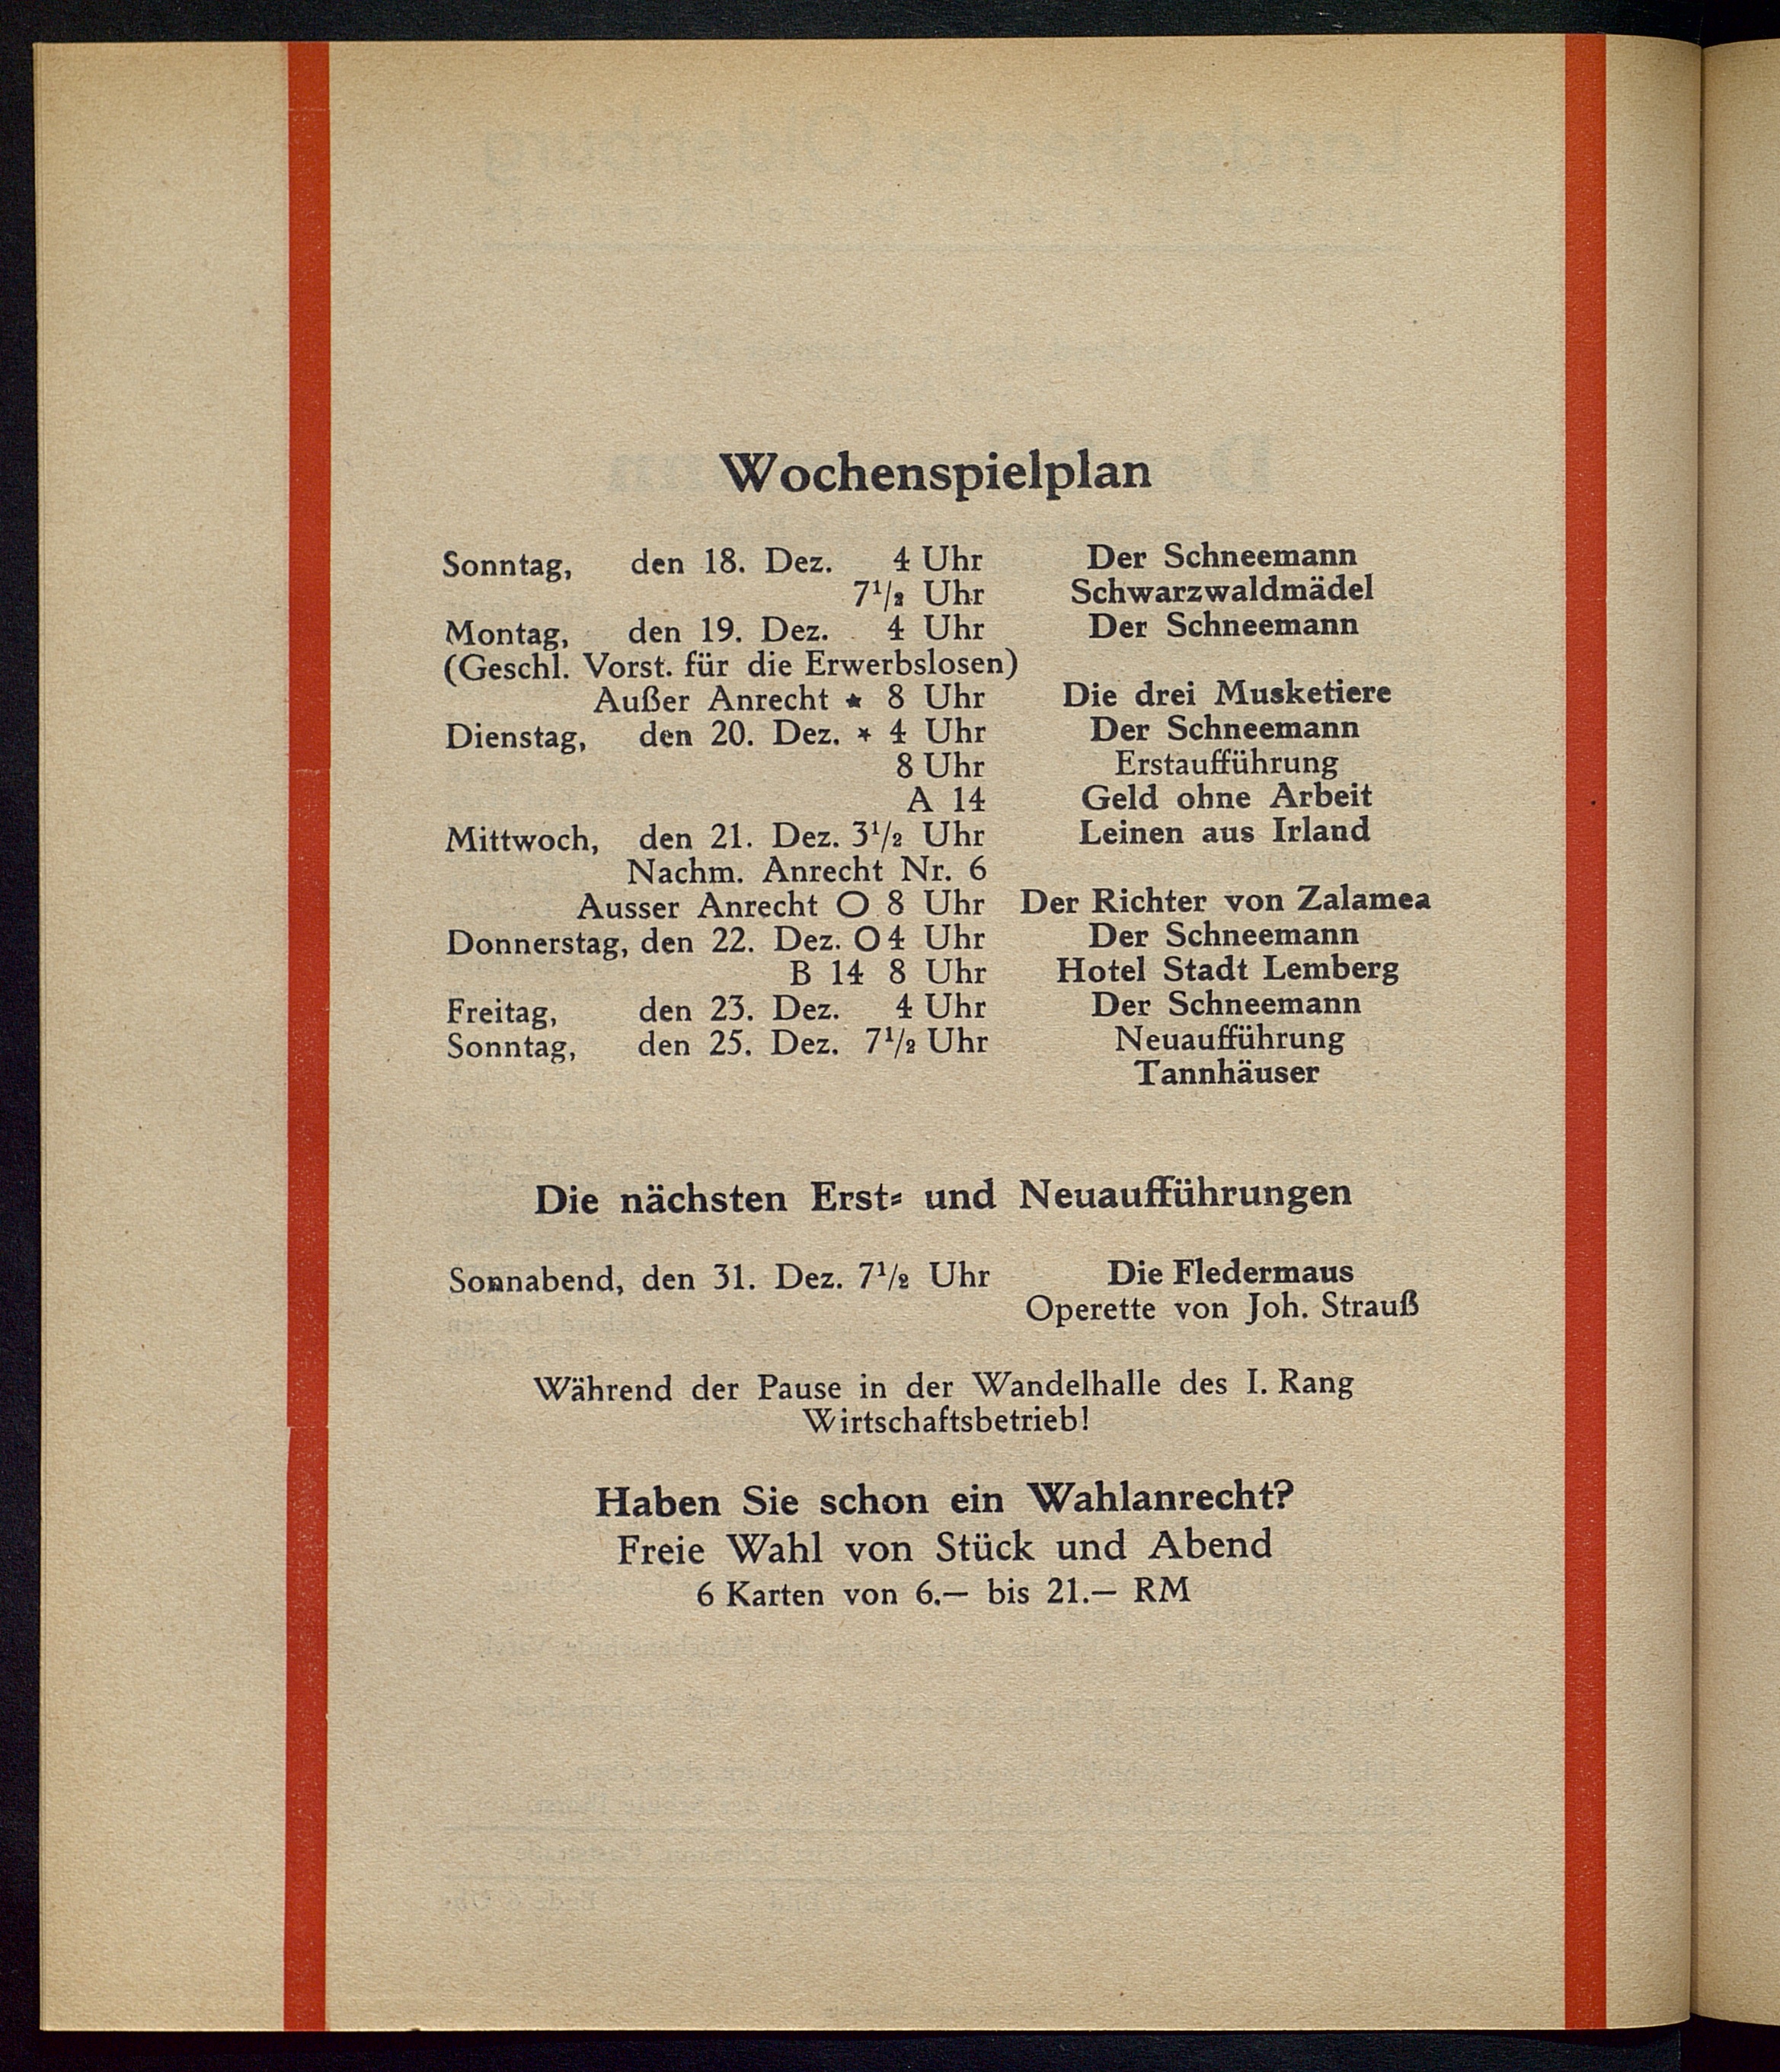 Wochenspielplan
Sonntag, den 18. Dez. 4 Uhr Der Schneemann
7½ Uhr Schwarzwaldmädel
Montag, den 19. Dez. 4 Uhr Der Schneemann
(Geschl. Vorst. für die Erwerbslosen)
Außer Anrecht ★ 8 Uhr Die drei Musketiere
Dienstag, den 20. Dez. * 4 Uhr Der Schneemann
8 Uhr Erstaufführung
A 14 Geld ohne Arbeit
Mittwoch, den 21. Dez. 3½ Uhr Leinen aus Irland
Nachm. Anrecht Nr. 6
Ausser Anrecht O 8 Uhr Der Richter von Zalamea
Donnerstag, den 22. Dez. O 4 Uhr Der Schneemann
B 14 8 Uhr Hotel Stadt Lemberg
Freitag, den 23. Dez. 4 Uhr Der Schneemann
Sonntag, den 25. Dez. 7½ Uhr Neuaufführung
Tannhäuser
Die nächsten Erst- und Neuaufführungen
Sonnabend, den 31. Dez. 7½ Uhr Die Fledermaus
Operette von Joh. Strauß
Während der Pause in der Wandelhalle des I. Rang
Wirtschaftsbetrieb!
Haben Sie schon ein Wahlanrecht?
Freie Wahl von Stück und Abend
6 Karten von 6.— bis 21.— RM